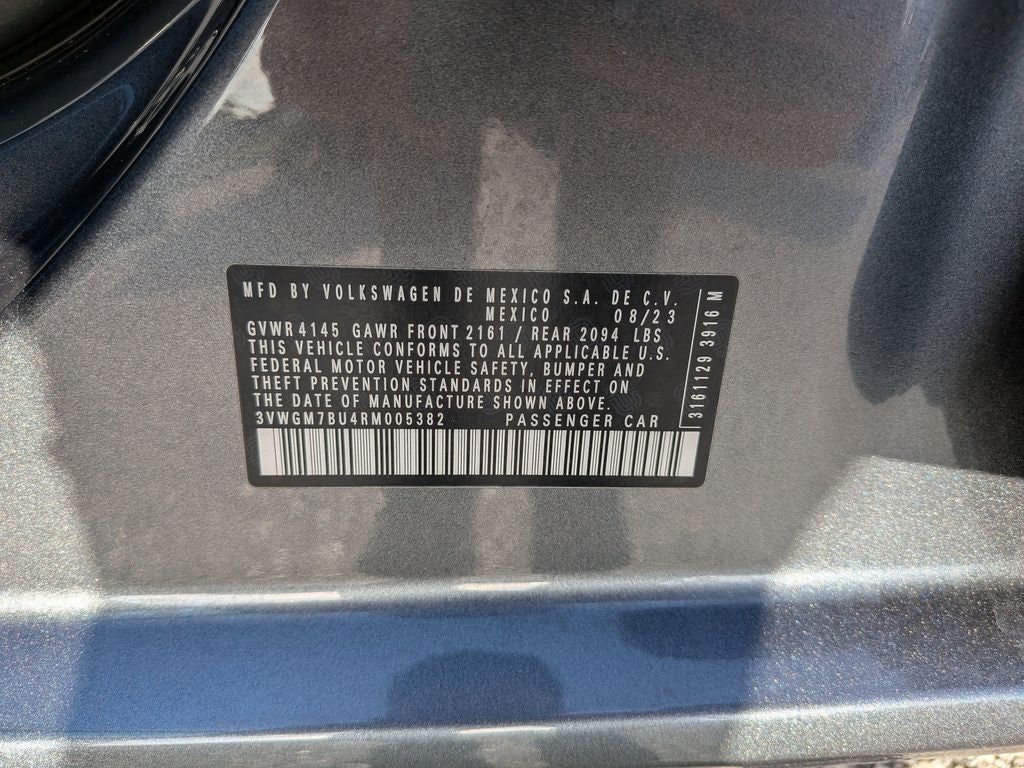 MFD BY VOLKSWAGEN DE MEXICO S.A. DE C.V.
MEXICO 08/23
GVWR 4145 GAWR FRONT 2161 / REAR 2094 LBS
THIS VEHICLE CONFORMS TO ALL APPLICABLE U.S.
FEDERAL MOTOR VEHICLE SAFETY, BUMPER AND
THEFT PREVENTION STANDARDS IN EFFECT ON
THE DATE OF MANUFACTURE SHOWN ABOVE.
3VWGM7BU4RM005382 PASSENGER CAR
3161129 3916 M